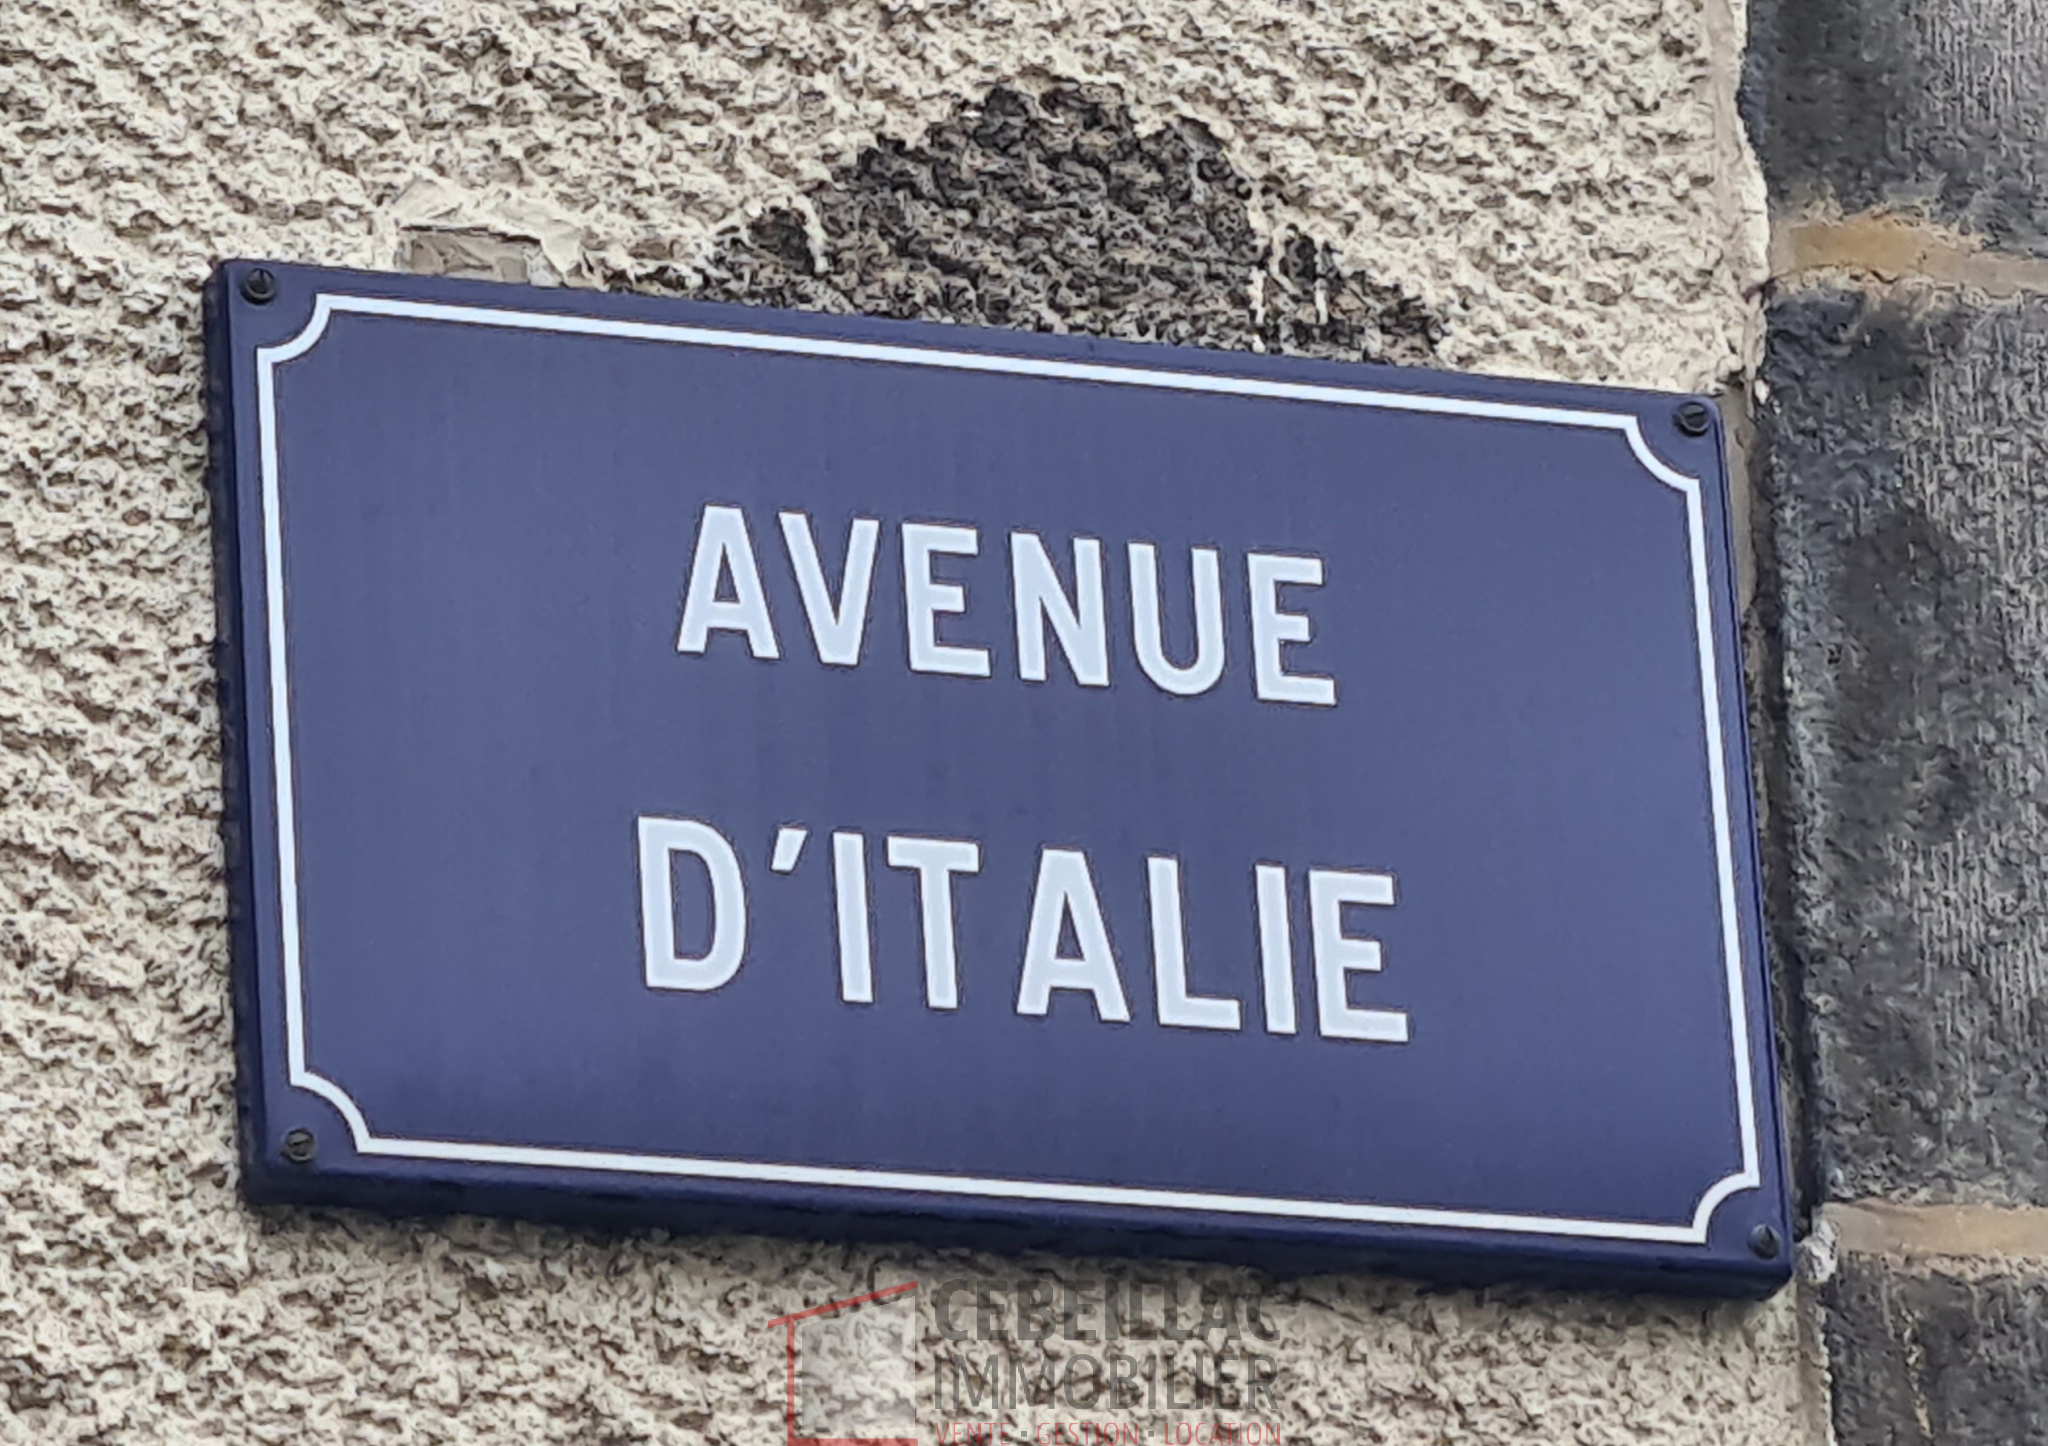 AVENUE
D'ITALIE
CEBEILLAC
IMMOBILIER
VENTE · GESTION · LOCATION